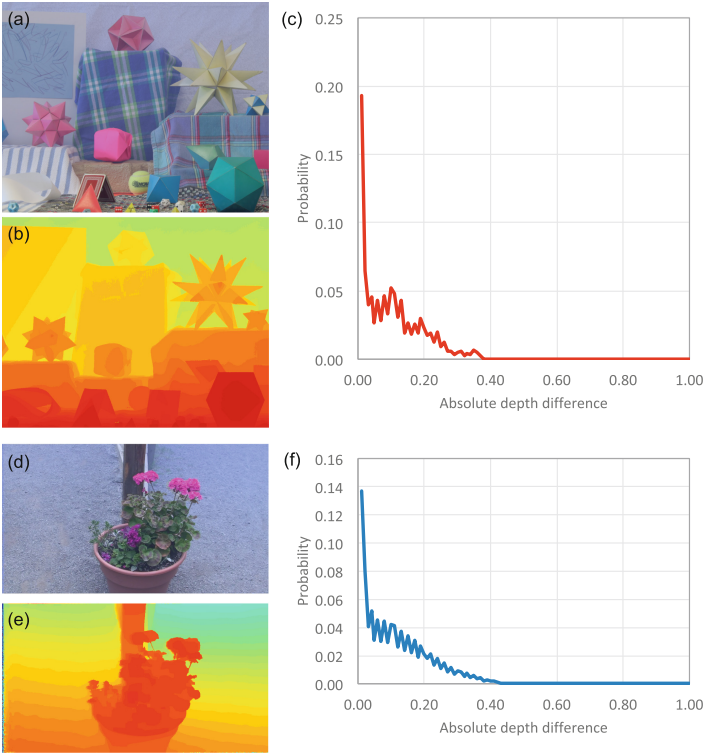 (a)
(b)
(c)
0.25
0.20
0.15
0.10
0.05
0.00
Probability
0.00 0.20 0.40 0.60 0.80 1.00
Absolute depth difference
(d)
(e)
(f)
0.16
0.14
0.12
0.10
0.08
0.06
0.04
0.02
0.00
Probability
0.00 0.20 0.40 0.60 0.80 1.00
Absolute depth difference